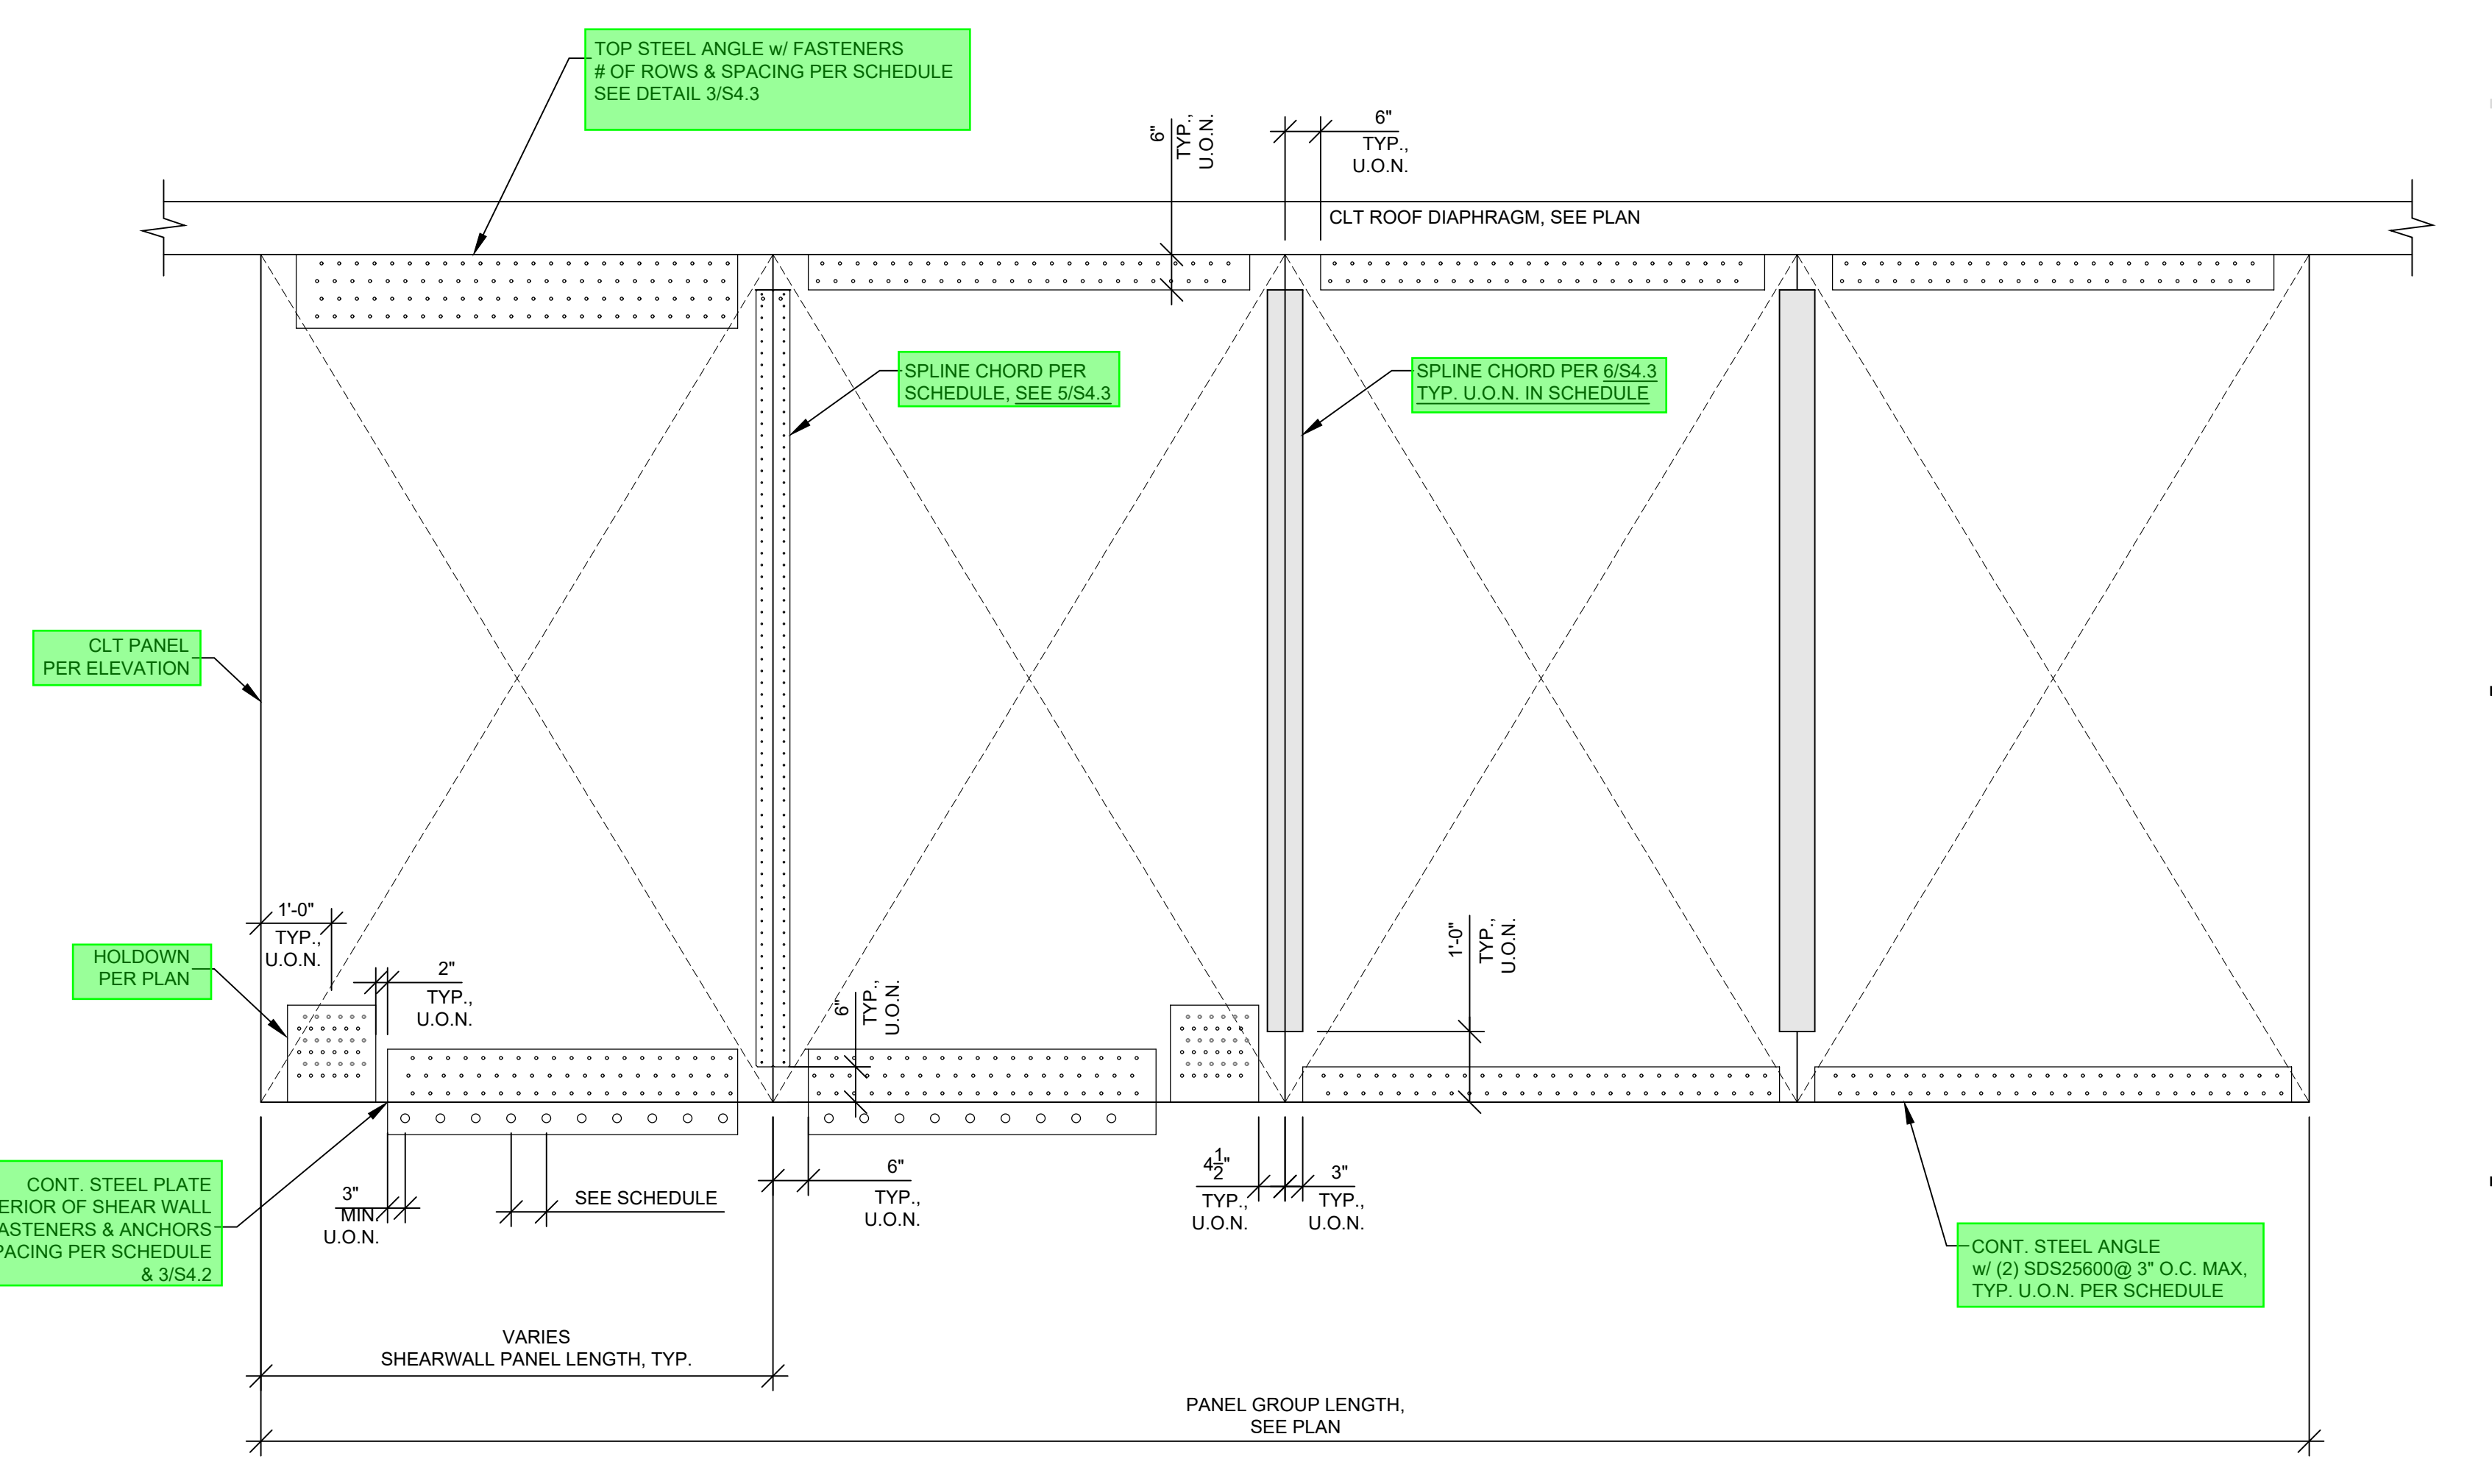 TOP STEEL ANGLE w/ FASTENERS
# OF ROWS & SPACING PER SCHEDULE
SEE DETAIL 3/S4.3
6"
TYP.,
U.O.N.
6"
TYP.,
U.O.N.
CLT ROOF DIAPHRAGM, SEE PLAN
SPLINE CHORD PER
SCHEDULE, SEE 5/S4.3
SPLINE CHORD PER 6/S4.3
TYP. U.O.N. IN SCHEDULE
CLT PANEL
PER ELEVATION
1'-0"
TYP.,
U.O.N.
HOLDOWN
PER PLAN
2"
TYP.,
U.O.N.
6"
TYP.,
U.O.N.
1'-0"
TYP.,
U.O.N.
CONT. STEEL PLATE
ERIOR OF SHEAR WALL
ASTENERS & ANCHORS
PACING PER SCHEDULE
& 3/S4.2
3"
MIN.
U.O.N.
SEE SCHEDULE
6"
TYP.,
U.O.N.
4 1/2"
TYP.,
U.O.N.
3"
TYP.,
U.O.N.
CONT. STEEL ANGLE
w/ (2) SDS25600@ 3" O.C. MAX,
TYP. U.O.N. PER SCHEDULE
VARIES
SHEARWALL PANEL LENGTH, TYP.
PANEL GROUP LENGTH,
SEE PLAN